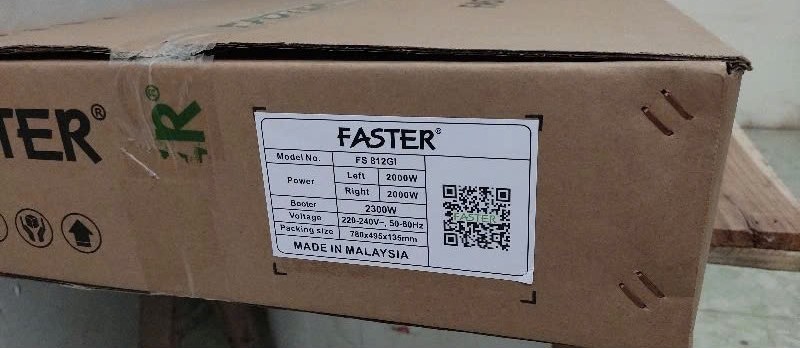 TER®
®
R
FASTER®
Model No. FS 812GI
Power Left 2000W
Right 2000W
Booter 2300W
Voltage 220-240V~, 50-60Hz
Packing size 780x495x135mm
MADE IN MALAYSIA
FASTER